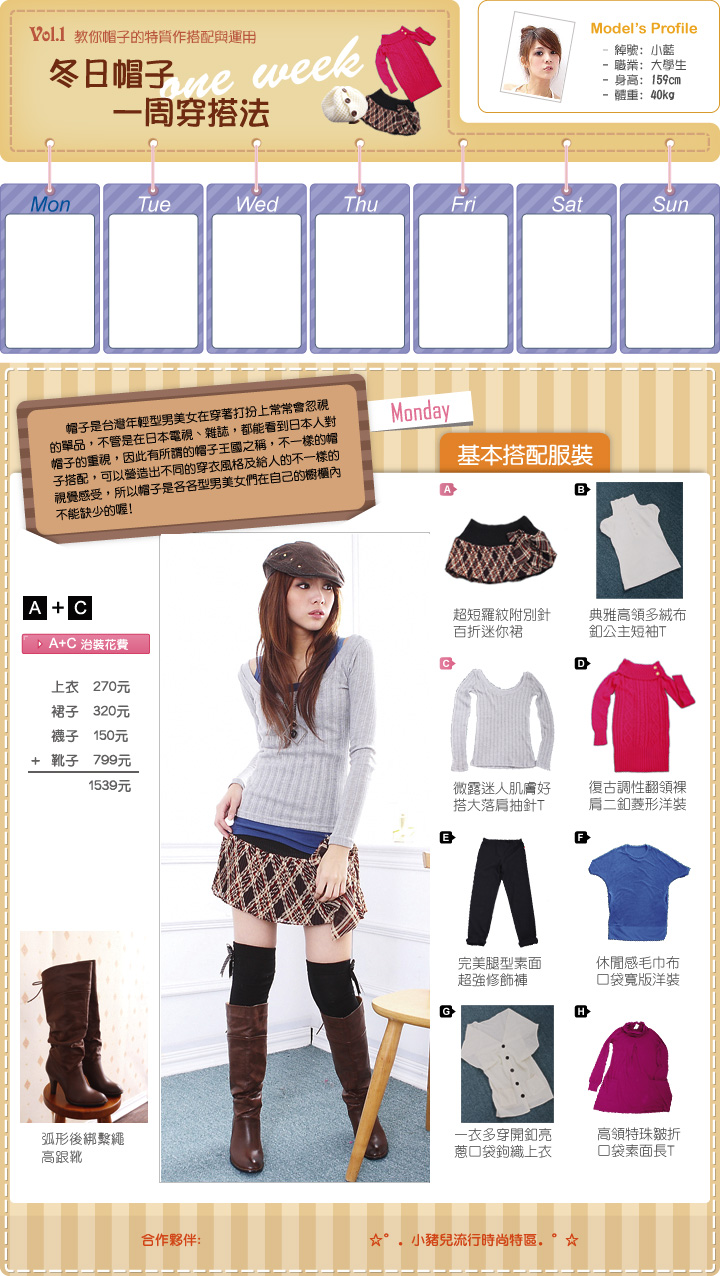 Vol.1 教你帽子的特質作搭配與運用
冬日帽子
one week
一周穿搭法
Model's Profile
- 綽號: 小藍
- 職業: 大學生
- 身高: 159cm
- 體重: 40kg
Mon Tue Wed Thu Fri Sat Sun
帽子是台灣年輕型男美女在穿著打扮上常常會忽視
的單品，不管是在日本電視、雜誌，都能看到日本人對
帽子的重視，因此有所謂的帽子王國之稱，不一樣的帽
子搭配，可以營造出不同的穿衣風格及給人的不一樣的
視覺感受，所以帽子是各各型男美女們在自己的櫥櫃內
不能缺少的喔!
Monday
基本搭配服裝
A + C
A+C 治裝花費
上衣 270元
裙子 320元
襪子 150元
+ 靴子 799元
1539元
弧形後綁繫繩
高跟靴
A
超短羅紋附別針
百折迷你裙
B
典雅高領多絨布
釦公主短袖T
C
微露迷人肌膚好
搭大落肩抽針T
D
復古調性翻領裸
肩二釦菱形洋裝
E
完美腿型素面
超強修飾褲
F
休閒感毛巾布
口袋寬版洋裝
G
一衣多穿開釦亮
蔥口袋鉤織上衣
H
高領特珠皺折
口袋素面長T
合作夥伴:
☆° . 小豬兒流行時尚特區. ° ☆